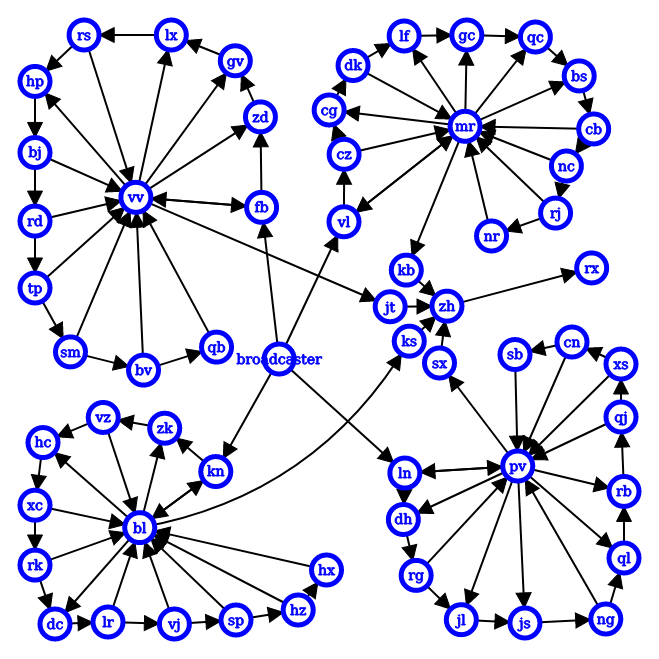 rs
lx
gv
hp
zd
bj
vv
fb
rd
tp
sm
bv
qb
lf
gc
qc
dk
bs
cg
mr
cb
cz
nc
vl
rj
nr
kb
rx
jt
zh
ks
sx
broadcaster
sb
cn
xs
qj
pv
ln
rb
dh
ql
rg
jl
js
ng
vz
zk
hc
kn
xc
bl
rk
hx
dc
lr
vj
sp
hz